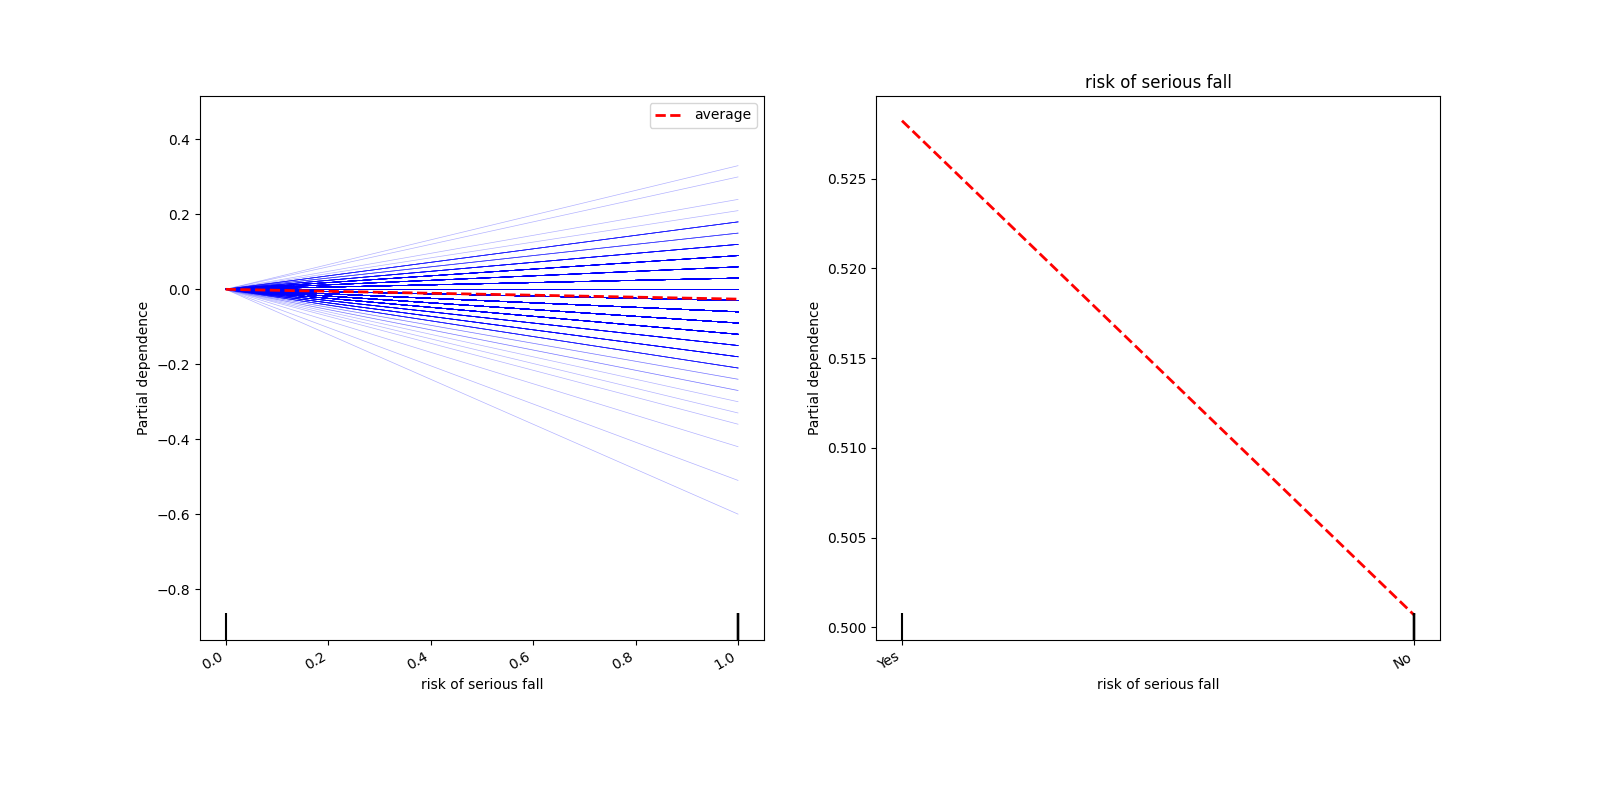 average
0.4
0.2
0.0
−0.2
−0.4
−0.6
−0.8
Partial dependence
0.0
0.2
0.4
0.6
0.8
1.0
risk of serious fall
risk of serious fall
0.525
0.520
0.515
0.510
0.505
0.500
Partial dependence
Yes
No
risk of serious fall